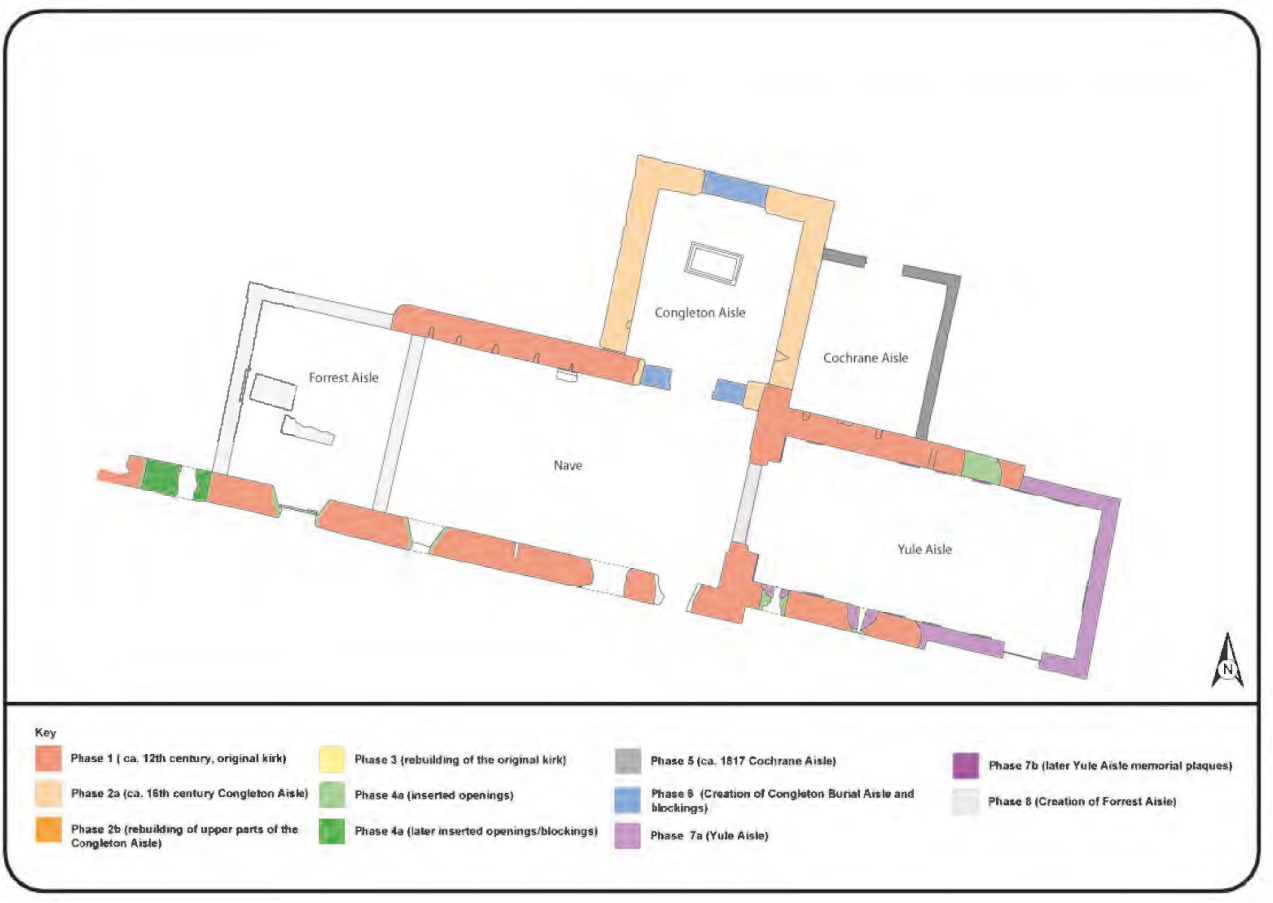 Congleton Aisle
Cochrane Aisle
Forrest Aisle
Nave
Yule Aisle
N
Key
Phase 1 ( ca. 12th century, original kirk)
Phase 2a (ca. 16th century Congleton Aisle)
Phase 2b (rebuilding of upper parts of the
Congleton Aisle)
Phase 3 (rebuilding of the original kirk)
Phase 4a (inserted openings)
Phase 4a (later inserted openings/blockings)
Phase 5 (ca. 1817 Cochrane Aisle)
Phase 6 (Creation of Congleton Burial Aisle and
blockings)
Phase 7a (Yule Aisle)
Phase 7b (later Yule Aisle memorial plaques)
Phase 8 (Creation of Forrest Aisle)